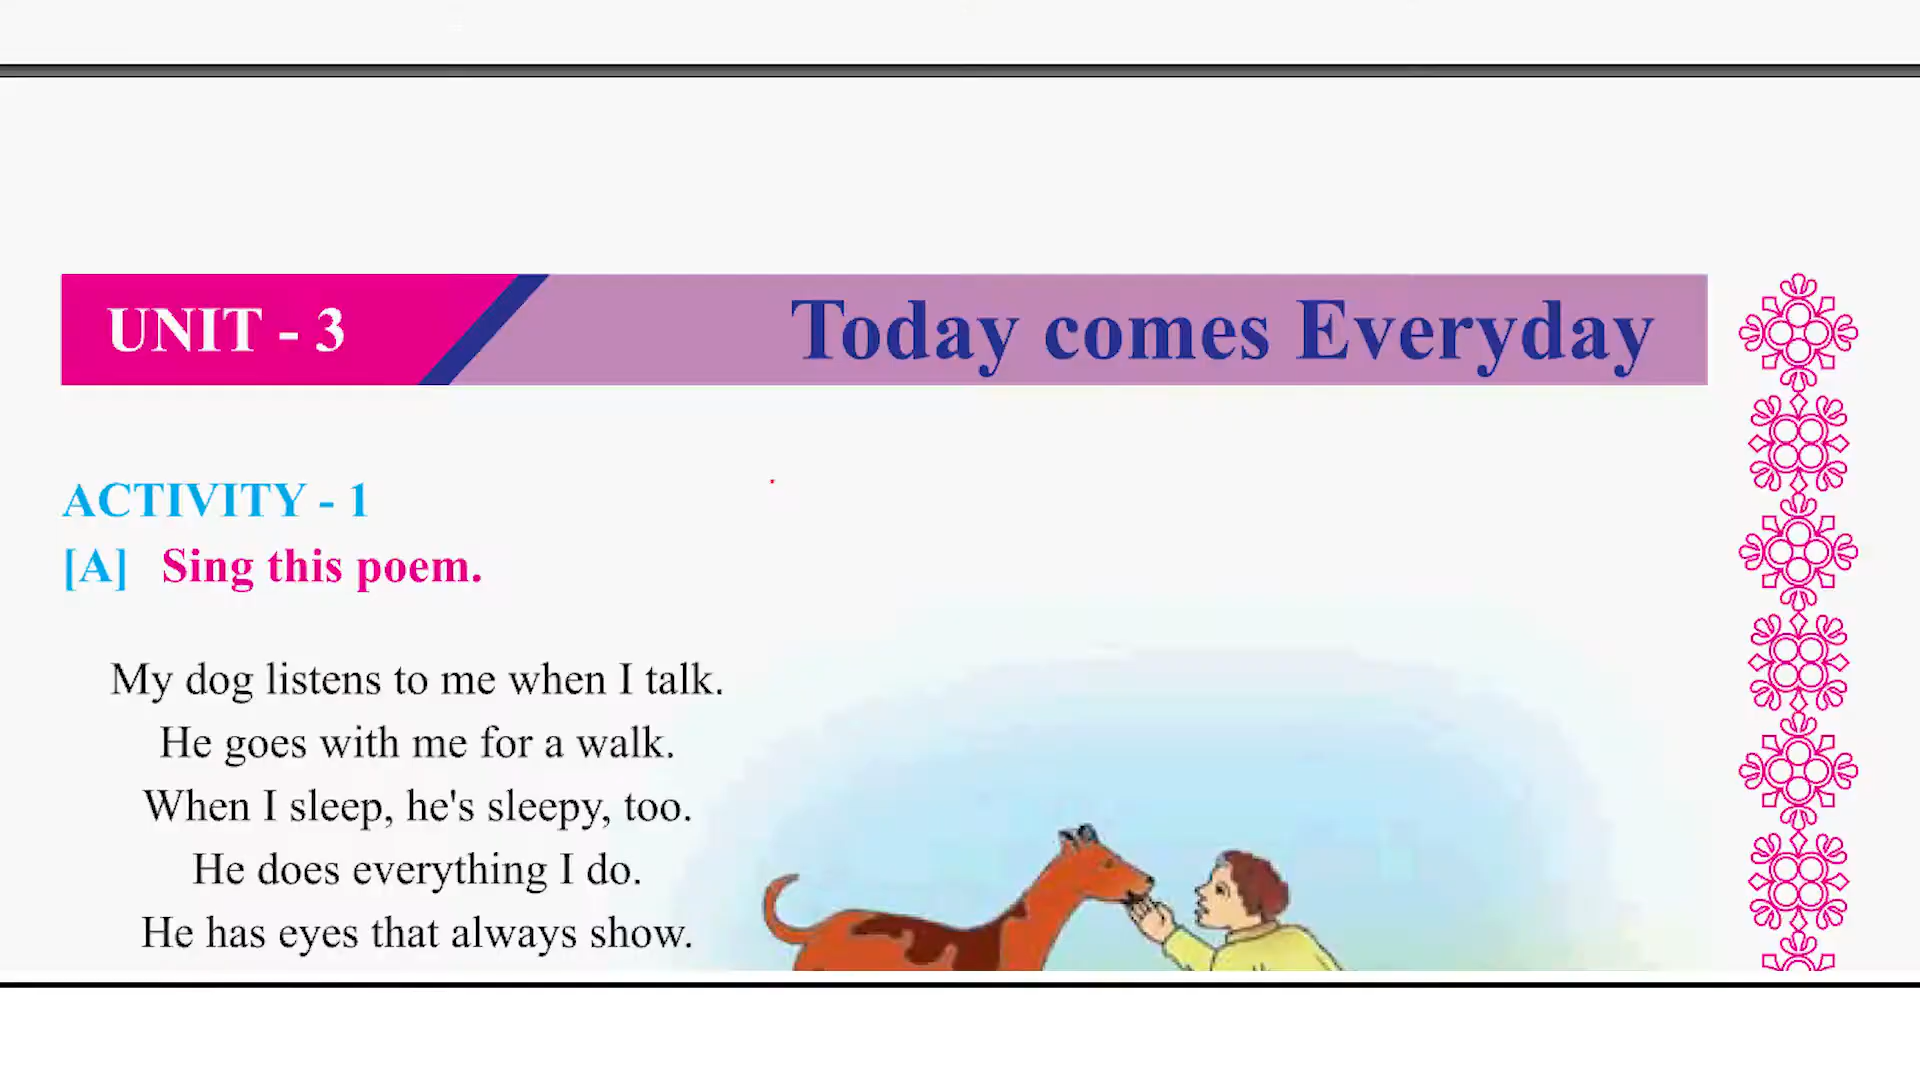 UNIT - 3
Today comes Everyday
ACTIVITY - 1
[A] Sing this poem.
My dog listens to me when I talk.
He goes with me for a walk.
When I sleep, he's sleepy, too.
He does everything I do.
He has eyes that always show.